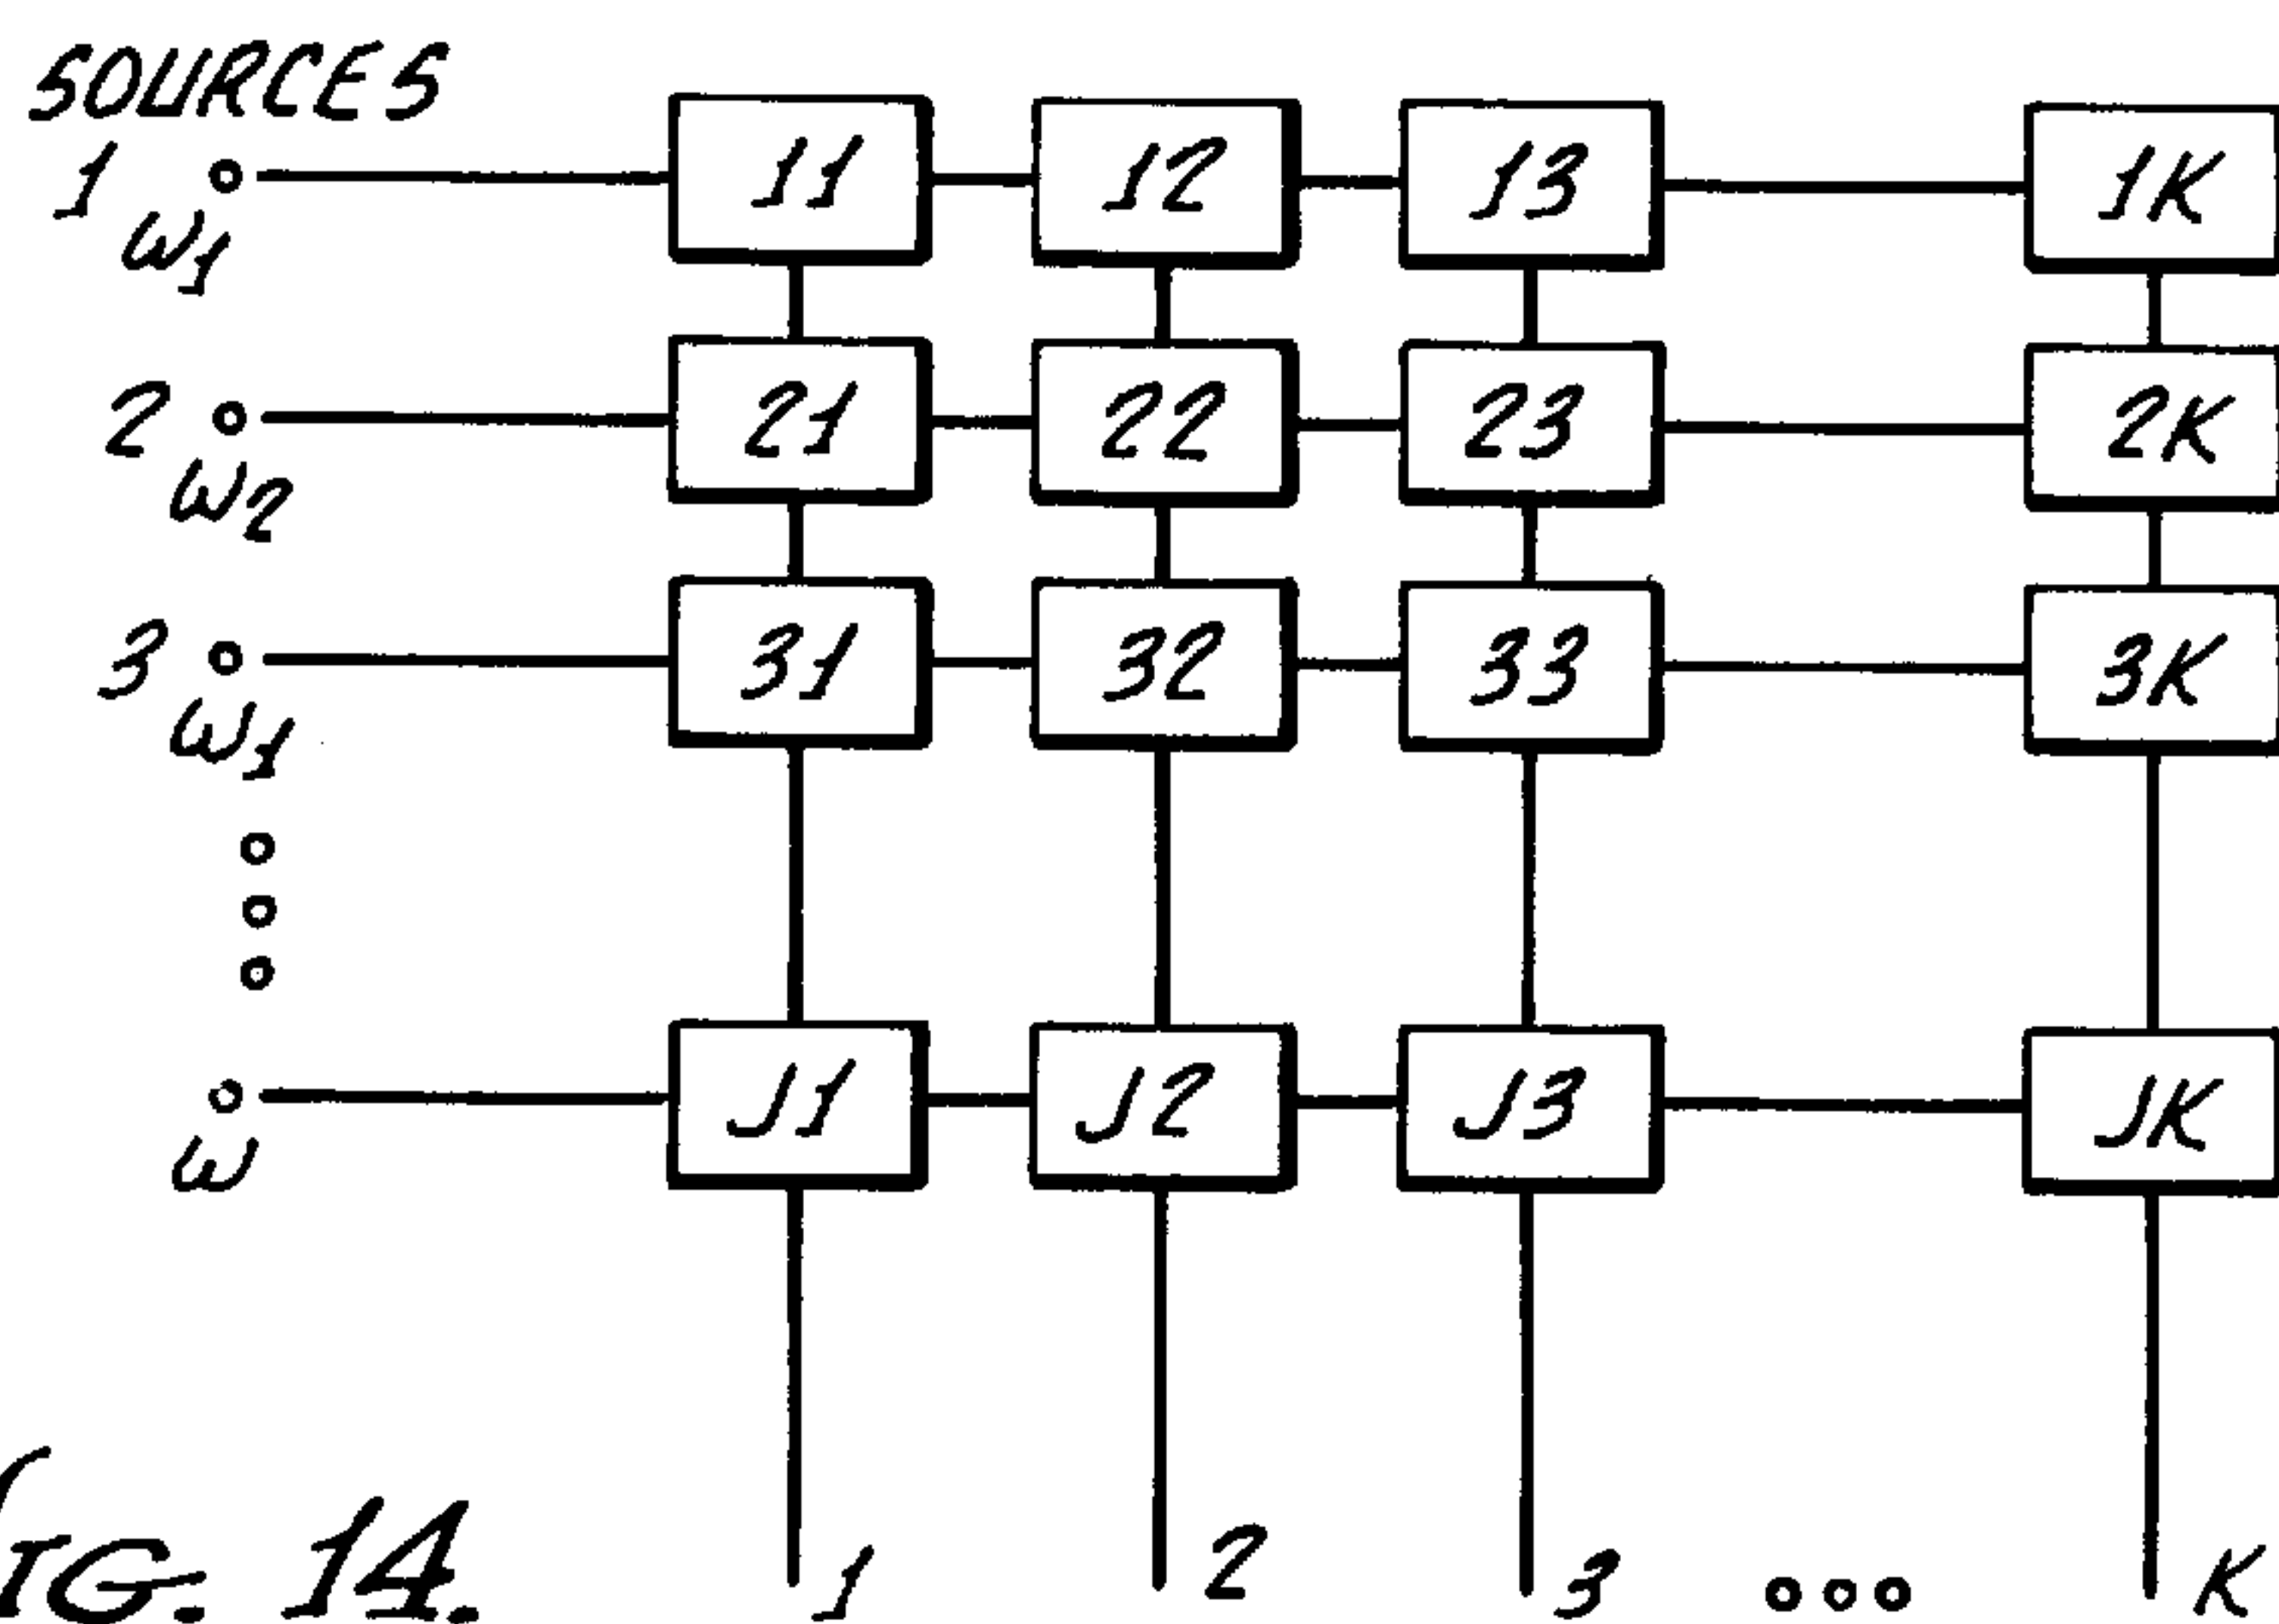 SOURCES
1 ω1 11 12 13 1K
2 ω2 21 22 23 2K
3 ω1 31 32 33 3K
ω J1 J2 J3 JK
1 2 3 K
FIG. 14.